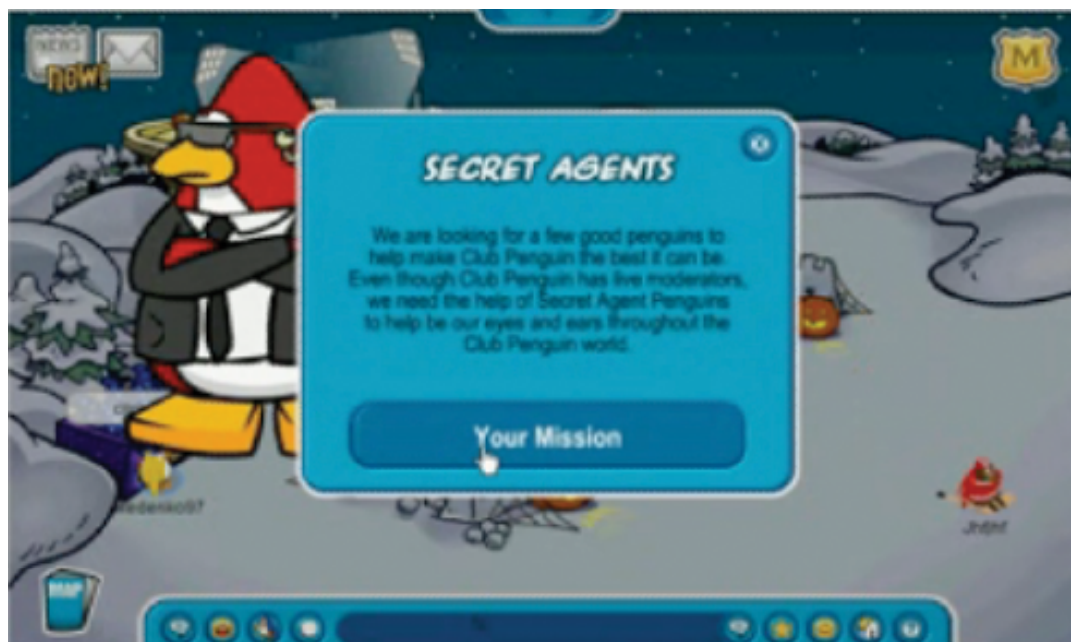 NEWS
now!
M
SECRET AGENTS
We are looking for a few good penguins to
help make Club Penguin the best it can be.
Even though Club Penguin has live moderators,
we need the help of Secret Agent Penguins
to help be our eyes and ears throughout the
Club Penguin world.
Your Mission
MAP